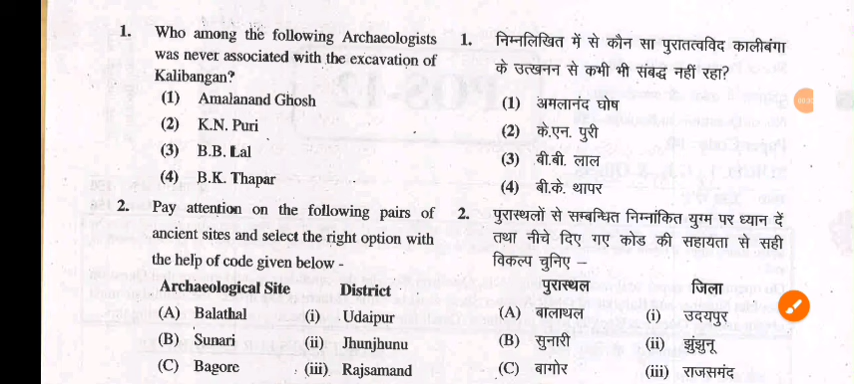 1. Who among the following Archaeologists
was never associated with the excavation of
Kalibangan?
(1) Amalanand Ghosh
(2) K.N. Puri
(3) B.B. Lal
(4) B.K. Thapar
2. Pay attention on the following pairs of
ancient sites and select the right option with
the help of code given below -
Archaeological Site District
(A) Balathal (i) Udaipur
(B) Sunari (ii) Jhunjhunu
(C) Bagore (iii) Rajsamand
1. निम्नलिखित में से कौन सा पुरातत्वविद कालीबंगा
के उत्खनन से कभी भी संबद्ध नहीं रहा?
(1) अमलानंद घोष
(2) के.एन. पुरी
(3) बी.बी. लाल
(4) बी.के. थापर
2. पुरास्थलों से सम्बन्धित निम्नांकित युग्म पर ध्यान दें
तथा नीचे दिए गए कोड की सहायता से सही
विकल्प चुनिए –
पुरास्थल जिला
(A) बालाथल (i) उदयपुर
(B) सुनारी (ii) झुंझुनू
(C) बागोर (iii) राजसमंद